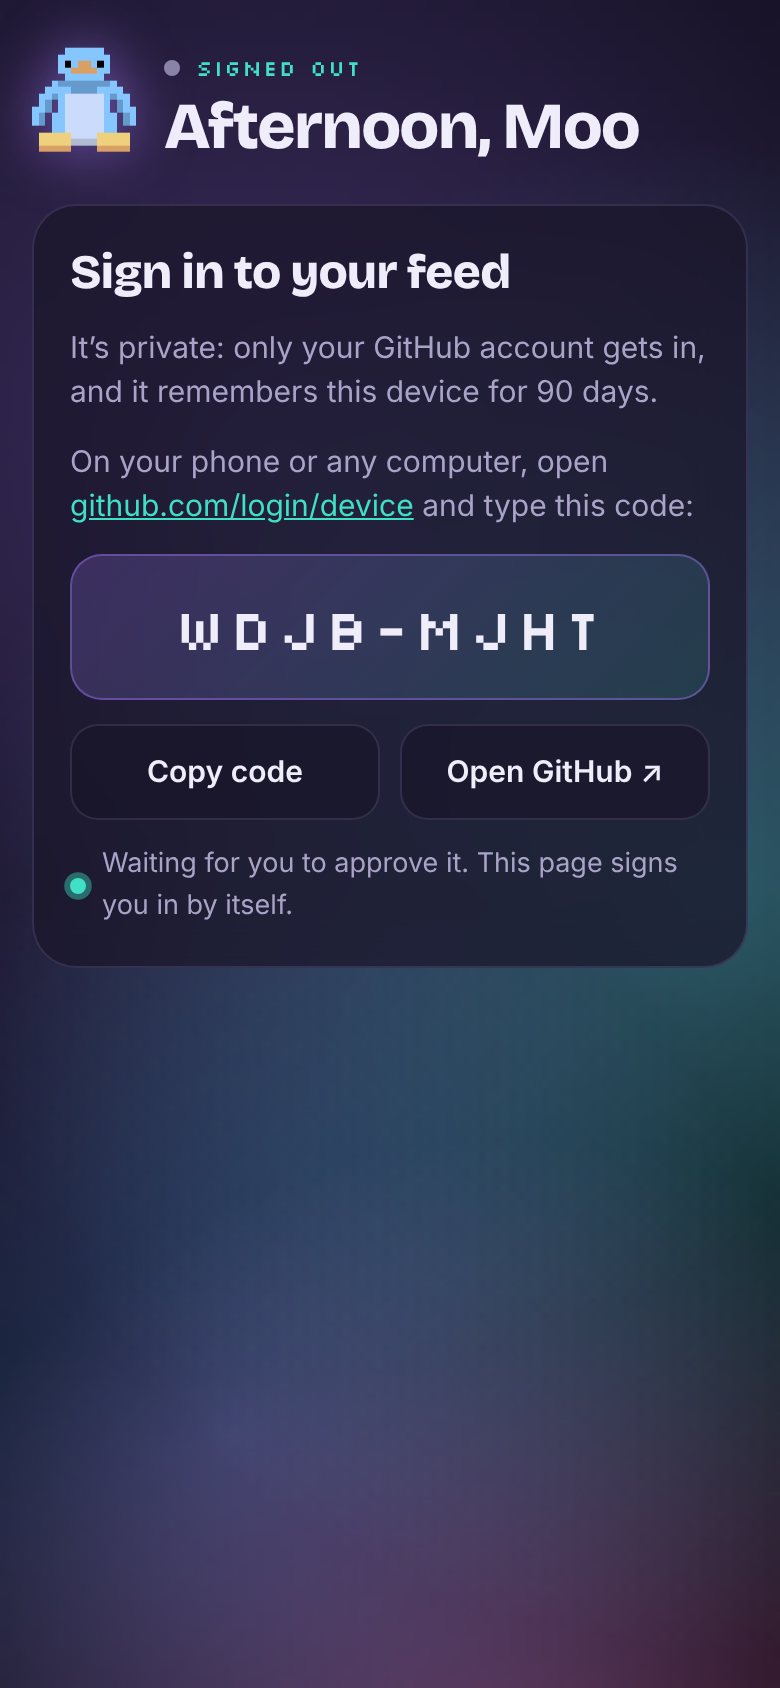 SIGNED OUT
Afternoon, Moo
Sign in to your feed
It’s private: only your GitHub account gets in,
and it remembers this device for 90 days.
On your phone or any computer, open
github.com/login/device and type this code:
WDJB-MJHT
Copy code
Open GitHub ↗
Waiting for you to approve it. This page signs
you in by itself.